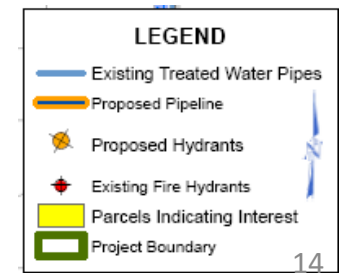 LEGEND
Existing Treated Water Pipes
Proposed Pipeline
Proposed Hydrants
Existing Fire Hydrants
Parcels Indicating Interest
Project Boundary
14